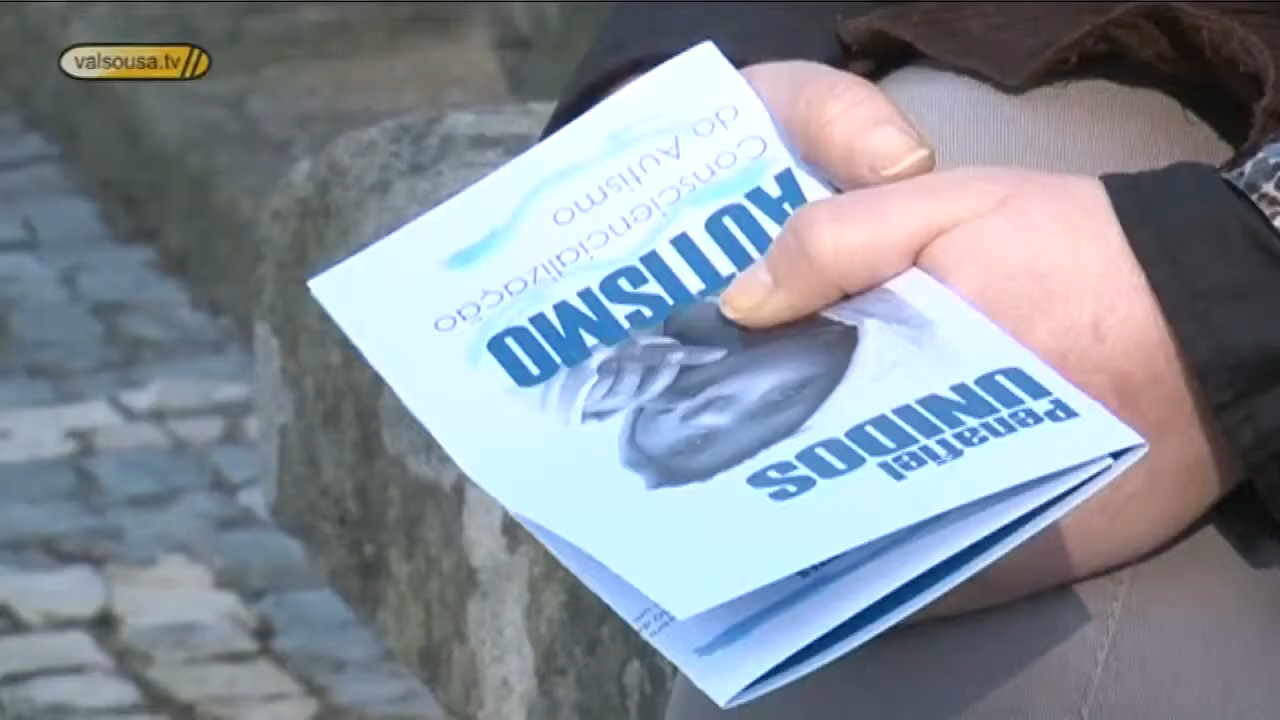 valsousa.tv
Penafiel
UNIDOS
AUTISMO
Consciencialização
do Autismo